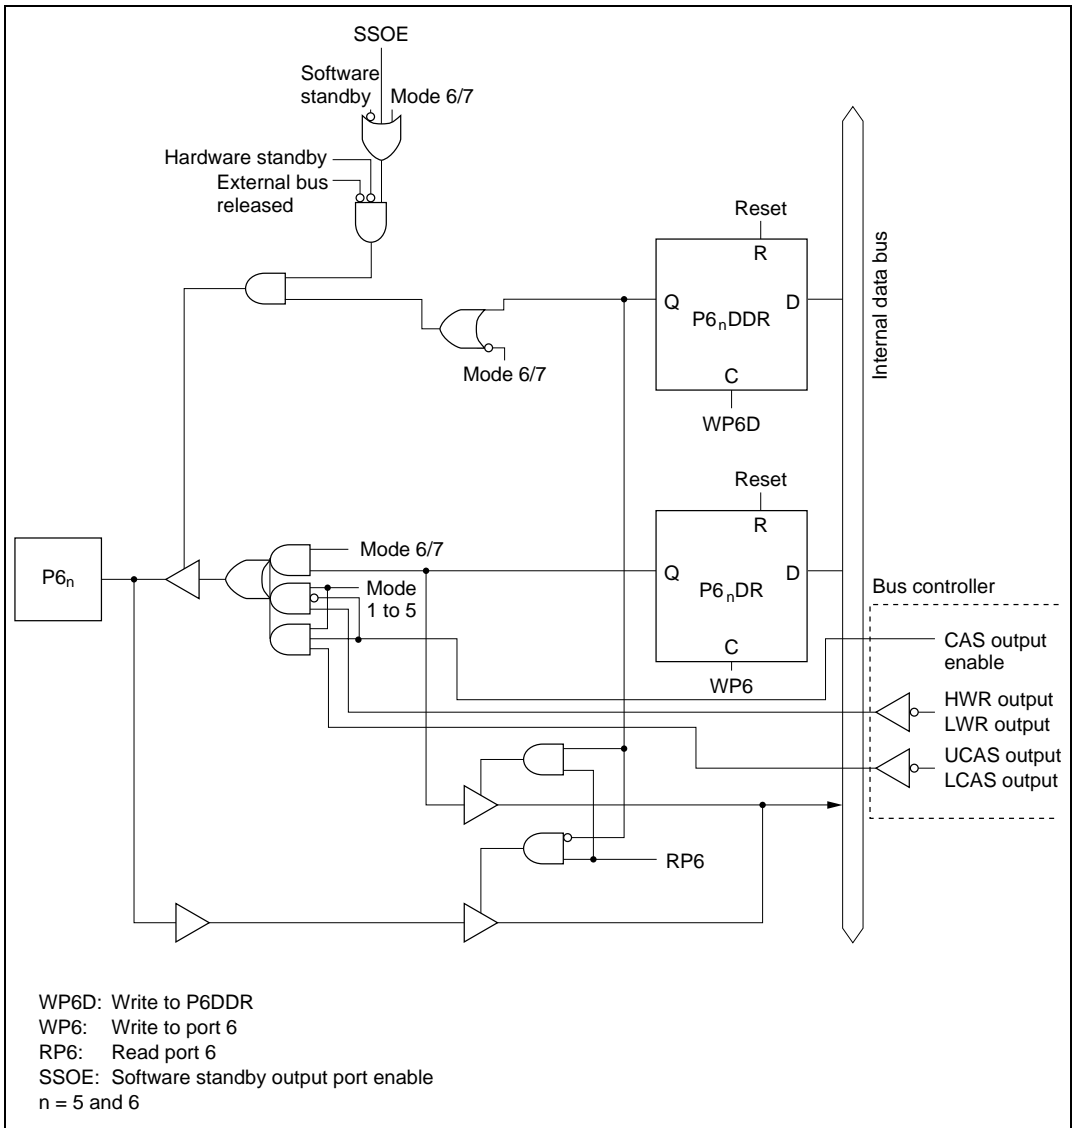 SSOE
Software
standby
Mode 6/7
Hardware standby
External bus
released
Reset
R
Q
D
P6nDDR
C
Mode 6/7
WP6D
Internal data bus
Reset
R
P6n
Mode 6/7
Q
D
P6nDR
Mode
1 to 5
C
WP6
Bus controller
CAS output
enable
HWR output
LWR output
UCAS output
LCAS output
RP6
WP6D: Write to P6DDR
WP6: Write to port 6
RP6: Read port 6
SSOE: Software standby output port enable
n = 5 and 6